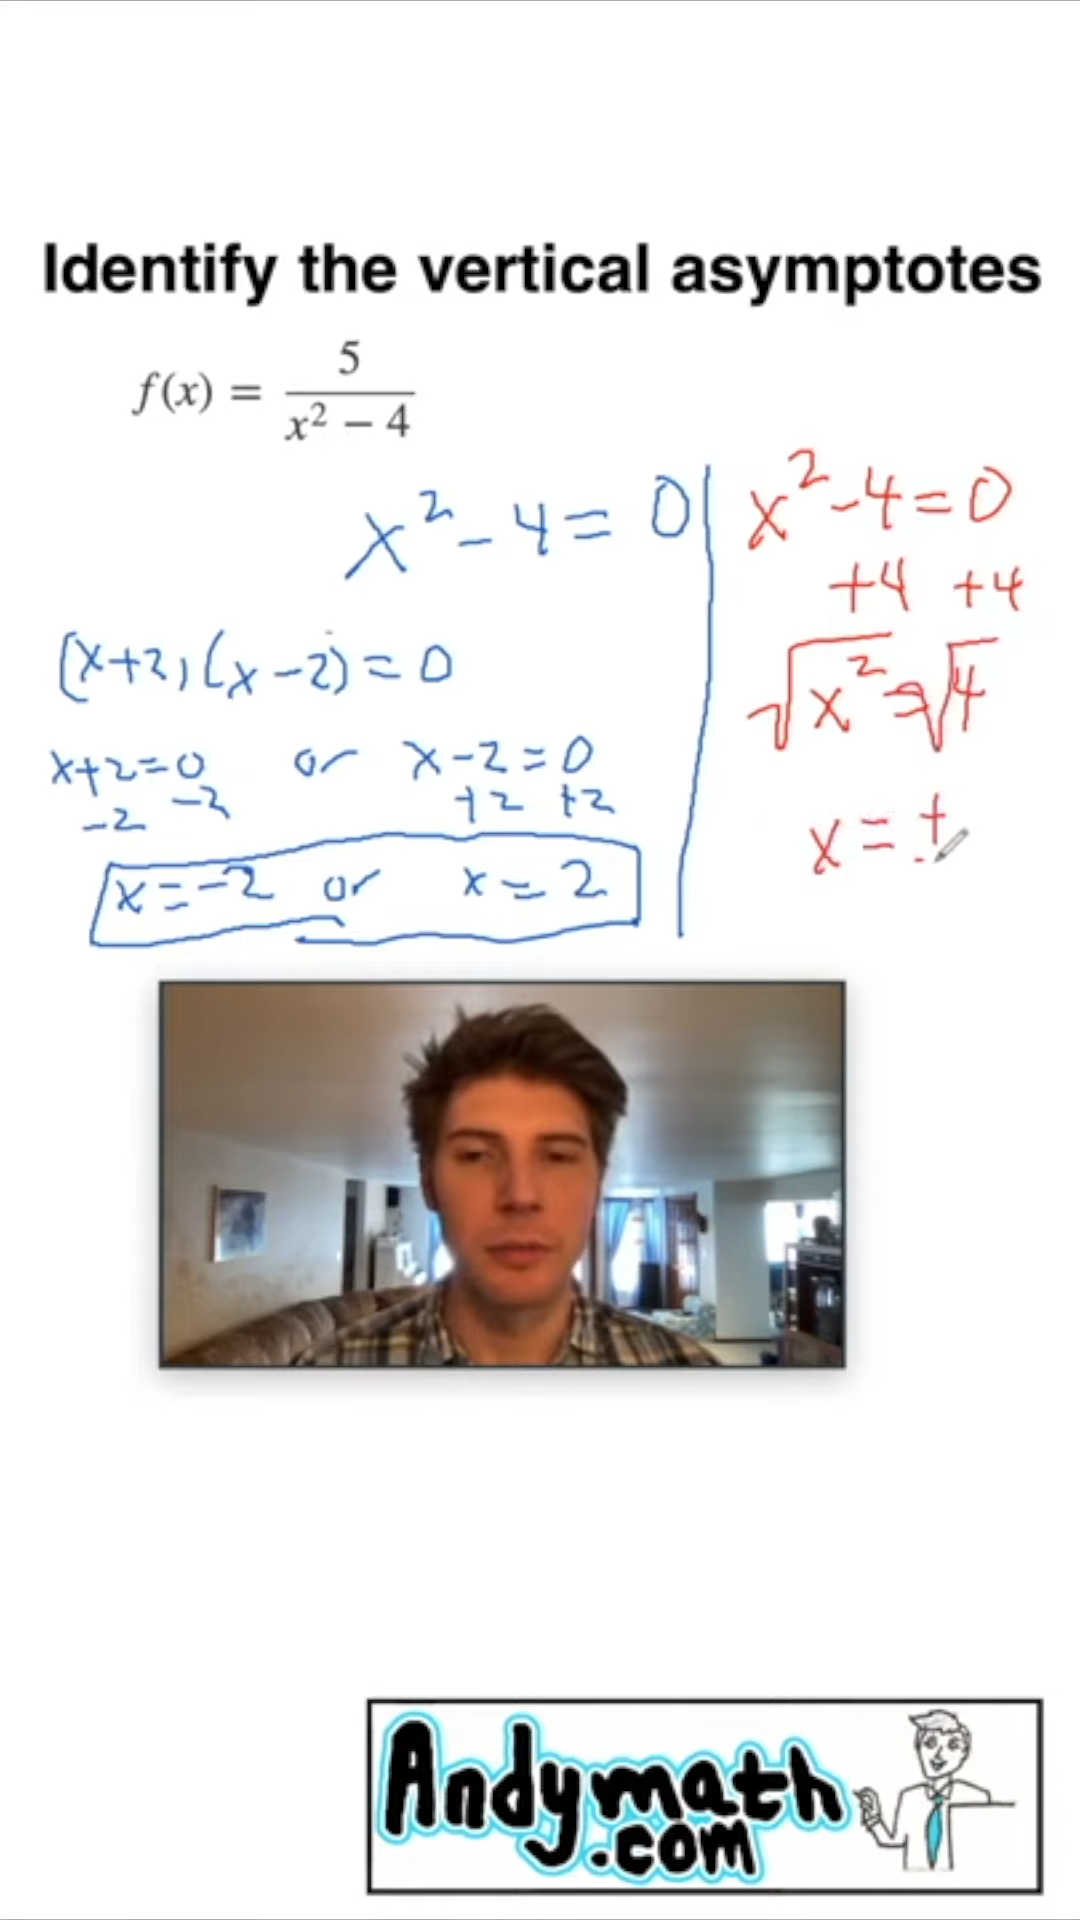 Identify the vertical asymptotes
f(x) = 5 / (x² − 4)
x² - 4 = 0
(x+2)(x-2) = 0
x+2=0 or x-2=0
-2 -2 +2 +2
x=-2 or x=2
x²-4=0
+4 +4
√x² = √4
x = ±
Andymath
.com